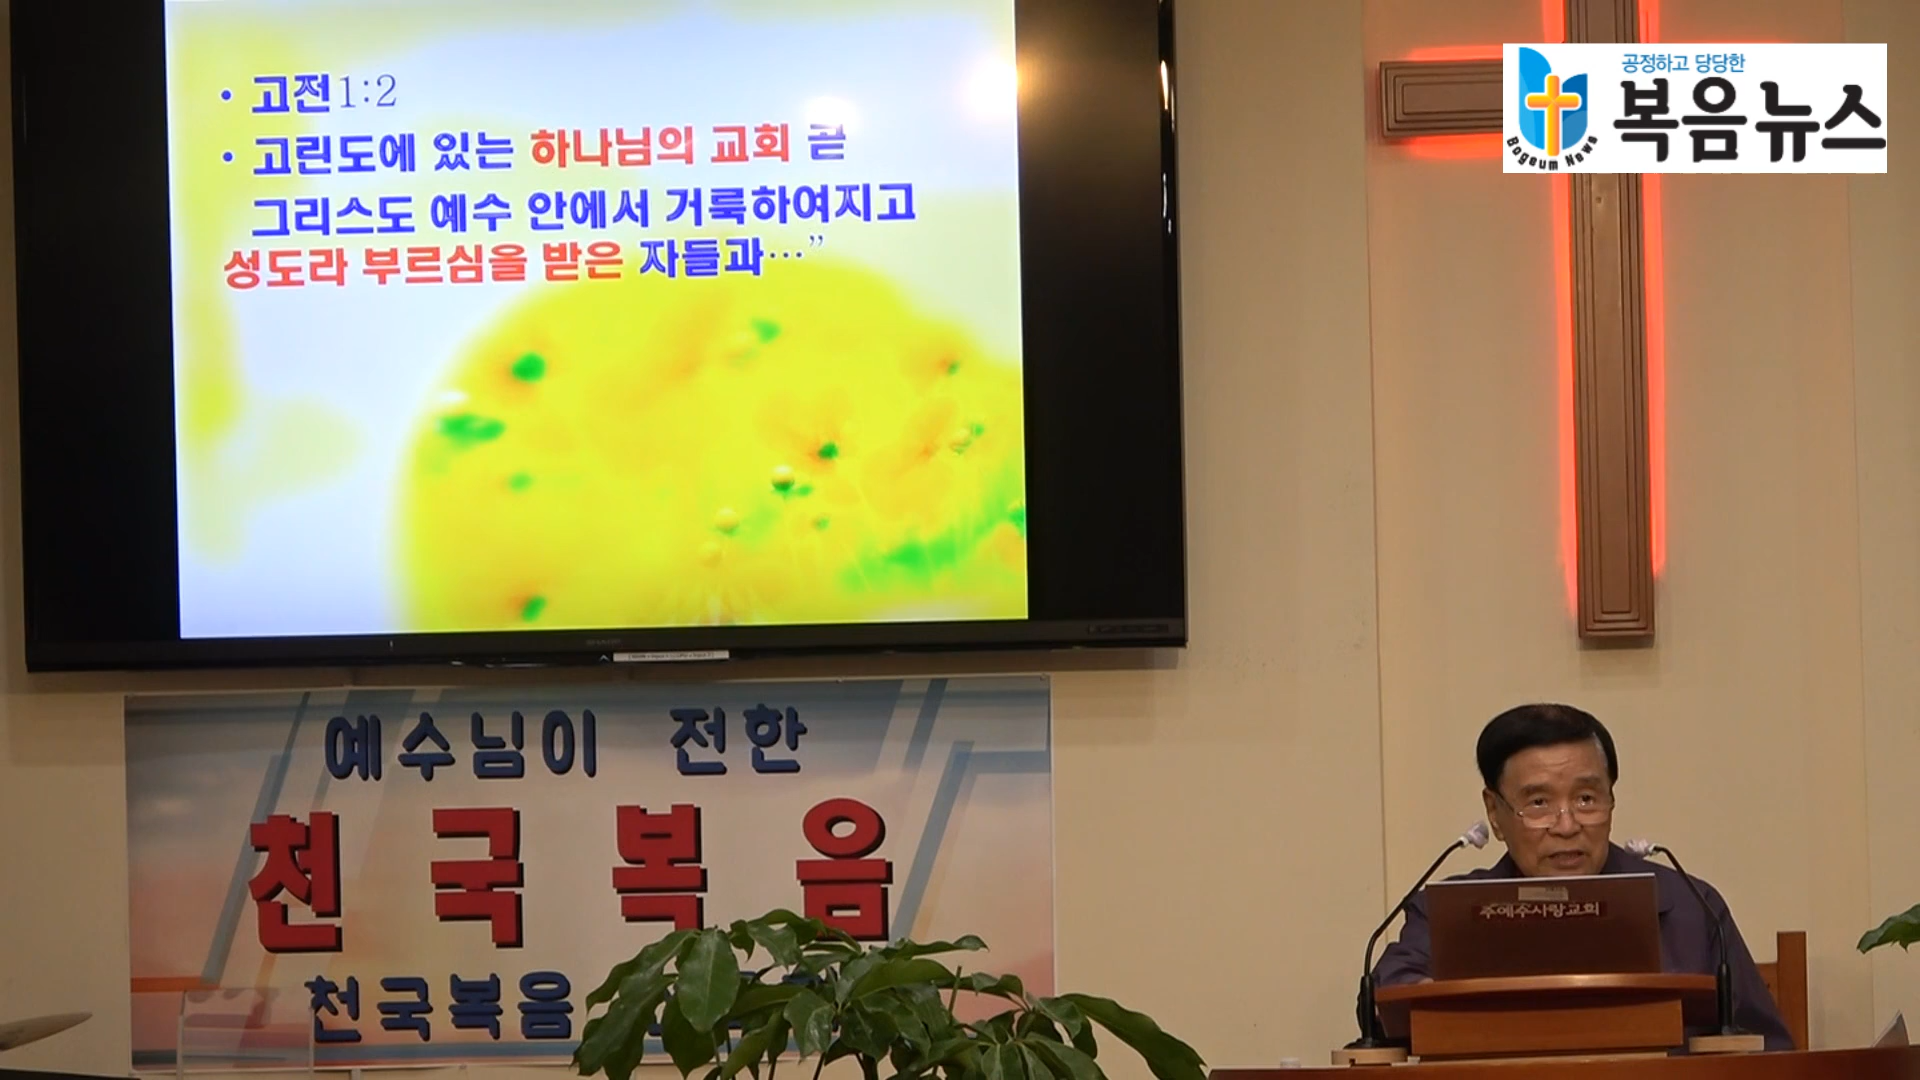 • 고전1:2
• 고린도에 있는 하나님의 교회 곧
그리스도 예수 안에서 거룩하여지고
성도라 부르심을 받은 자들과…”
공정하고 당당한
복음뉴스
Bogeum News
SHARP
예수님이 전한
천국복음
천국복음
주예수사랑교회